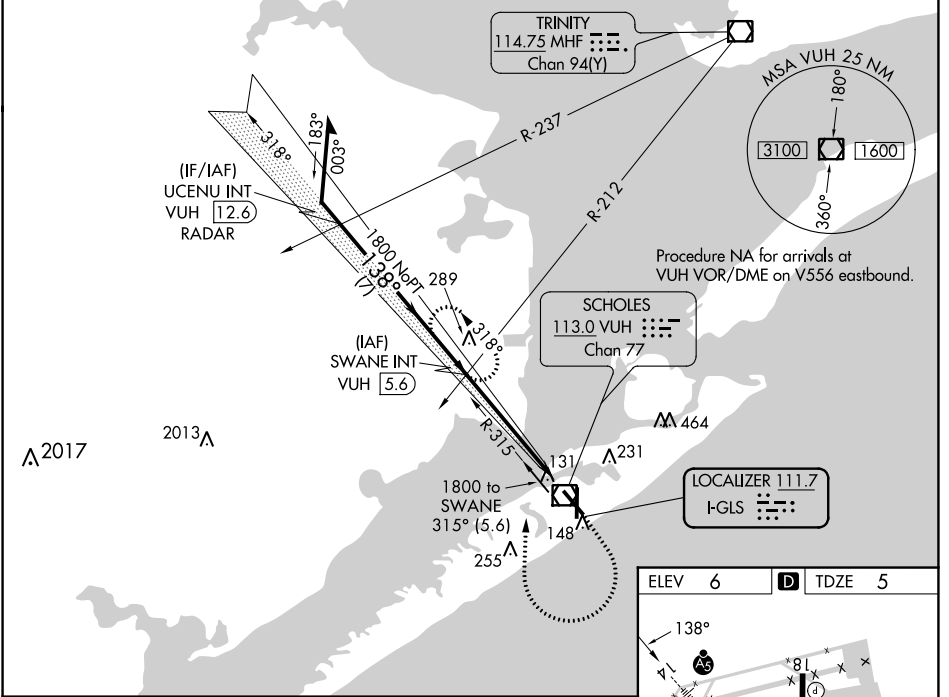 TRINITY
114.75 MHF
Chan 94(Y)
MSA VUH 25 NM
180°
3100
1600
360°
R-237
R-212
318°
183°
003°
(IF/IAF)
UCENU INT
VUH 12.6
RADAR
1800 NoPT
138°
(7)
289
318°
Procedure NA for arrivals at
VUH VOR/DME on V556 eastbound.
SCHOLES
113.0 VUH
Chan 77
(IAF)
SWANE INT
VUH 5.6
R-315
2017
2013
464
231
131
1800 to
SWANE
315° (5.6)
LOCALIZER 111.7
I-GLS
148
255
ELEV 6 D TDZE 5
138°
14
A5
18
P